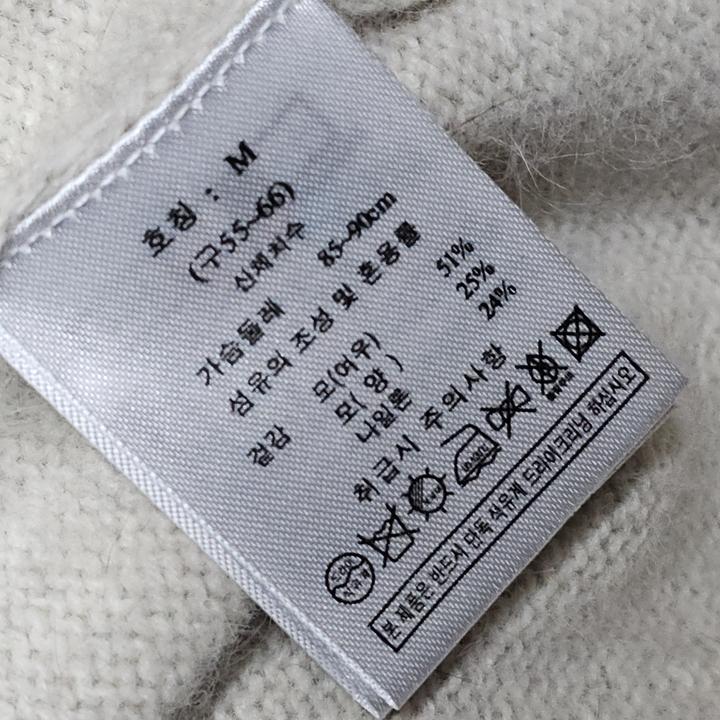 호칭 : M
(구55~66)
신체치수
가슴둘레 85~90cm
섬유의 조성 및 혼용률
겉감 모(여우) 51%
모( 양 ) 25%
나일론 24%
취급시 주의사항
본 제품은 반드시 단독 석유계 드라이크리닝 하십시오